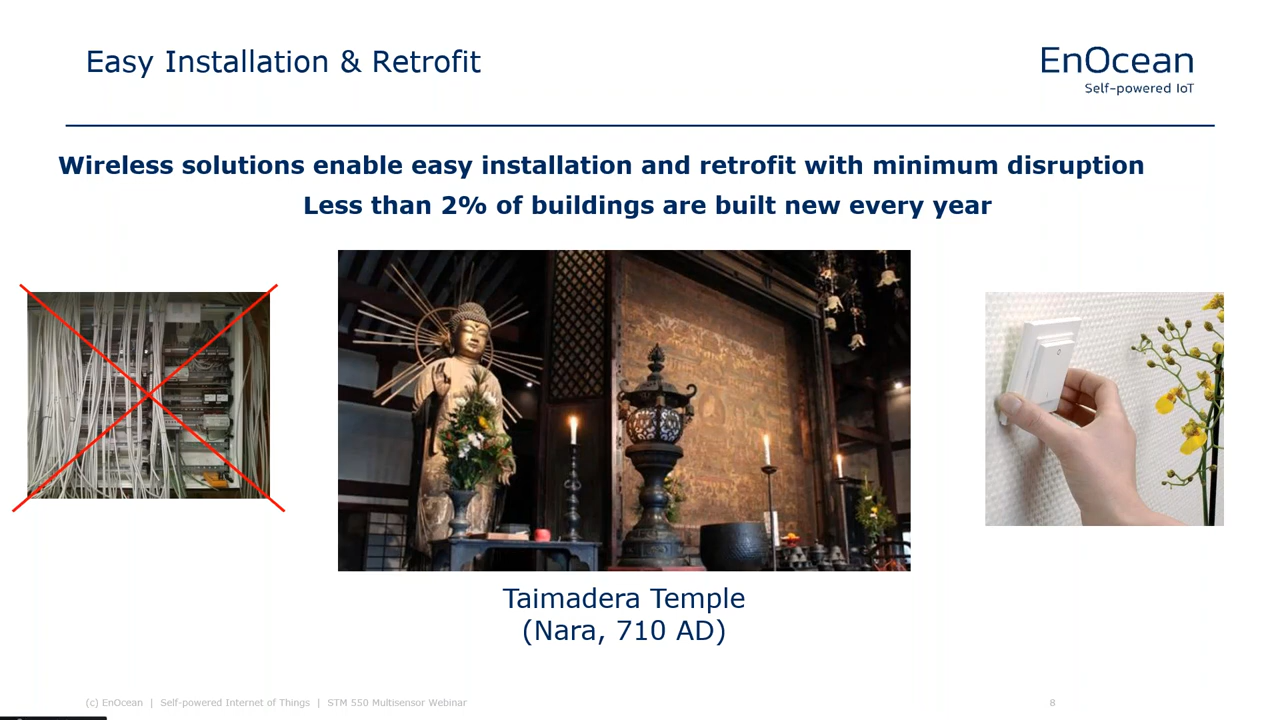 Easy Installation & Retrofit
EnOcean
Self-powered IoT
Wireless solutions enable easy installation and retrofit with minimum disruption
Less than 2% of buildings are built new every year
Taimadera Temple
(Nara, 710 AD)
(c) EnOcean | Self-powered Internet of Things | STM 550 Multisensor Webinar
8